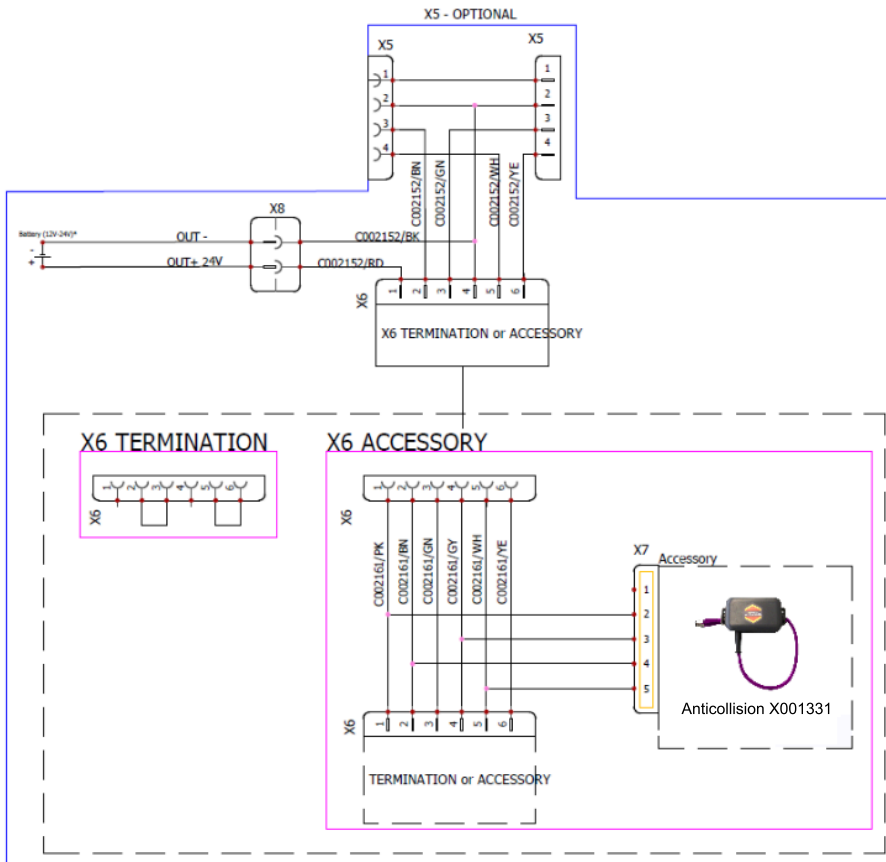 X5 - OPTIONAL
X5
X5
1
2
3
4
1
2
3
4
C002152/BN
C002152/GN
C002152/WH
C002152/YE
X8
Battery (12V-24V)*
-
+
OUT -
OUT+ 24V
C002152/BK
C002152/RD
X6
1 2 3 4 5 6
X6 TERMINATION or ACCESSORY
X6 TERMINATION
1 2 3 4 5 6
X6
X6 ACCESSORY
1 2 3 4 5 6
X6
C002161/PK
C002161/BN
C002161/GN
C002161/GY
C002161/WH
C002161/YE
X7
Accessory
1
2
3
4
5
Anticollision X001331
X6
1 2 3 4 5 6
TERMINATION or ACCESSORY